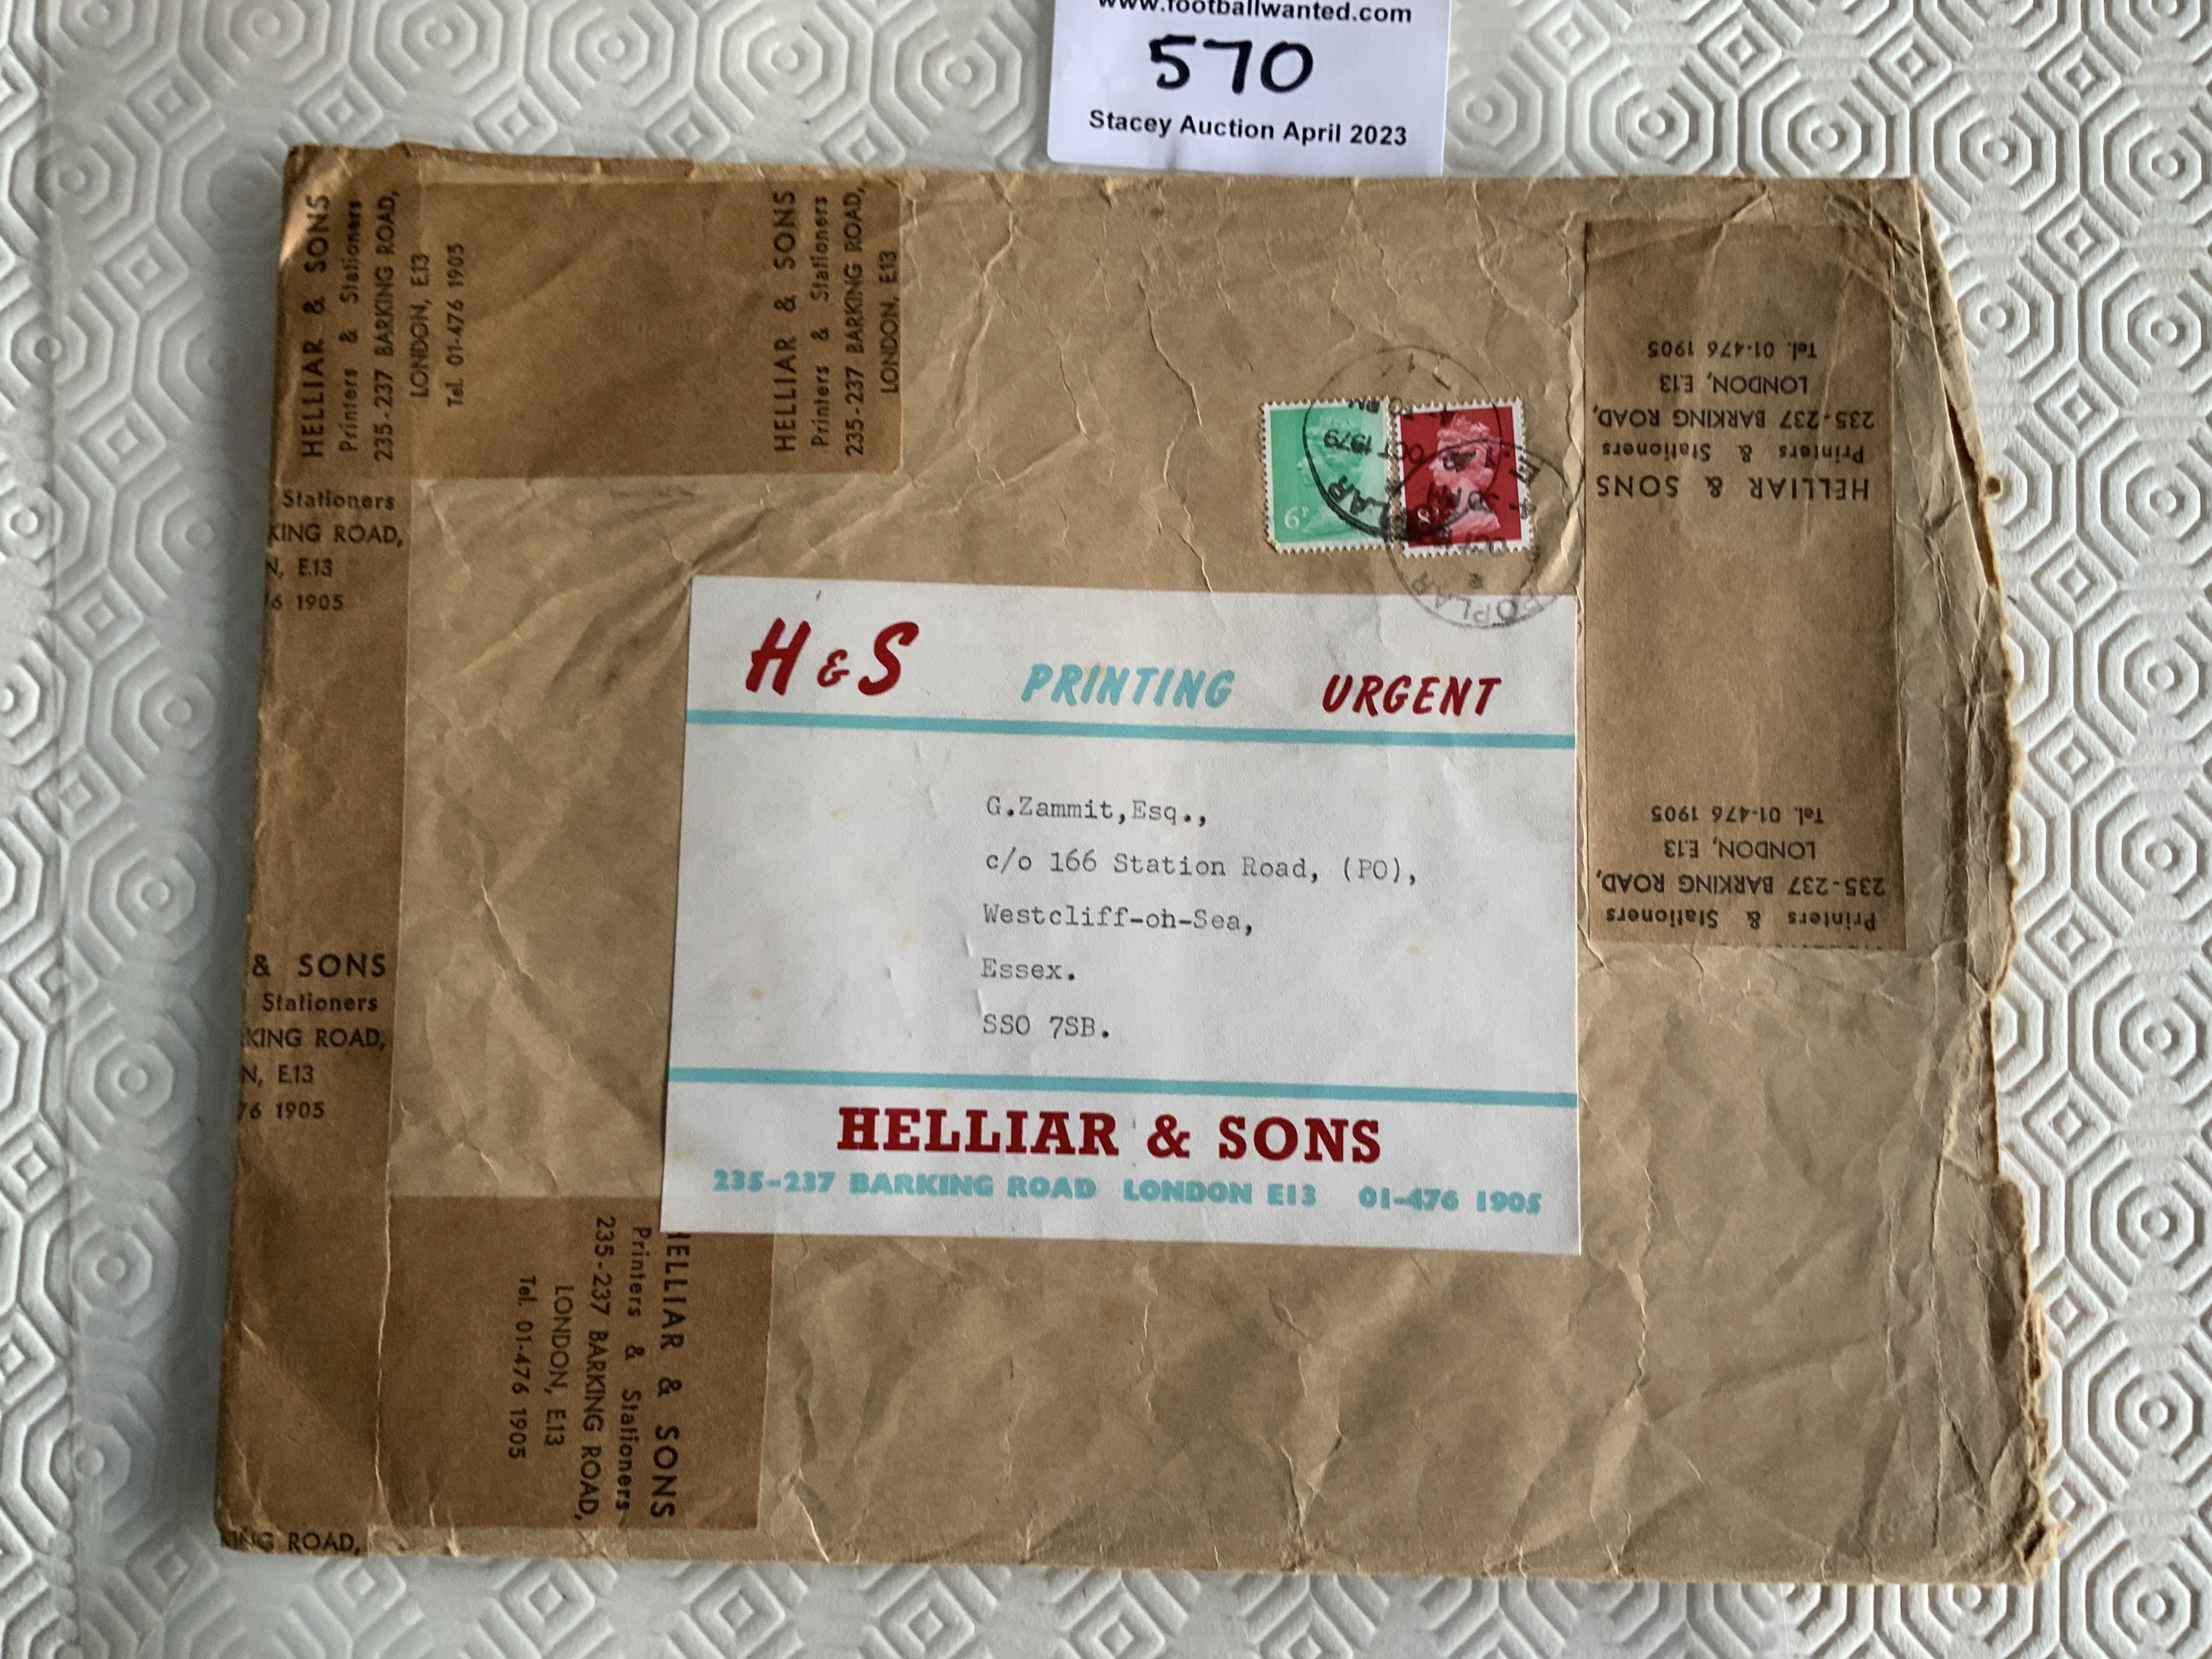 www.footballwanted.com
570
Stacey Auction April 2023
HELLIAR & SONS
Printers & Stationers
235-237 BARKING ROAD,
LONDON, E13
Tel. 01-476 1905
HELLIAR & SONS
Printers & Stationers
235-237 BARKING ROAD,
LONDON, E13
Stationers
KING ROAD,
N, E.13
6 1905
& SONS
Stationers
KING ROAD,
N, E.13
76 1905
KING ROAD,
HELLIAR & SONS
Printers & Stationers
235-237 BARKING ROAD,
LONDON, E13
Tel. 01-476 1905
6P
OCT 1979
PM
POPLAR
HELLIAR & SONS
Printers & Stationers
235-237 BARKING ROAD,
LONDON, E13
Tel. 01-476 1905
Printers & Stationers
235-237 BARKING ROAD,
LONDON, E13
Tel. 01-476 1905
H & S PRINTING URGENT
G.Zammit,Esq.,
c/o 166 Station Road, (PO),
Westcliff-oh-Sea,
Essex.
SSO 7SB.
HELLIAR & SONS
235-237 BARKING ROAD LONDON E13 01-476 1905